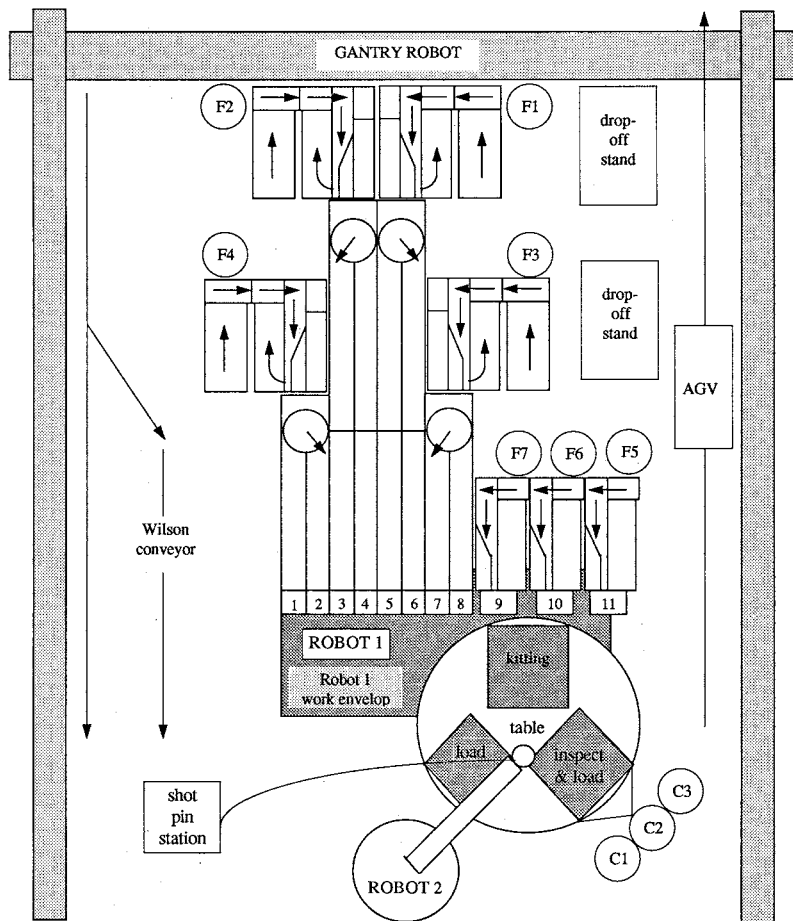 GANTRY ROBOT
F2
F1
drop-
off
stand
F4
F3
drop-
off
stand
AGV
F7
F6
F5
Wilson
conveyor
1 2 3 4 5 6 7 8 9 10 11
ROBOT 1
Robot 1
work envelop
kitting
table
load
inspect
& load
shot
pin
station
C3
C2
C1
ROBOT 2